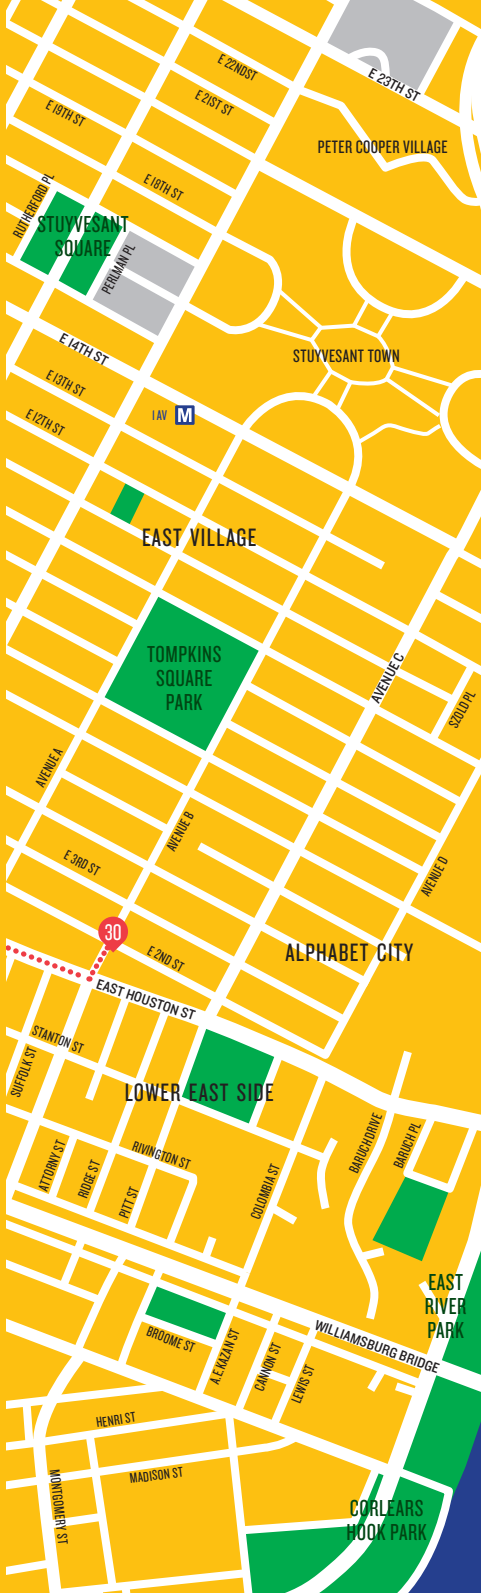 E 22NDST
E 23TH ST
E 21ST ST
E 19TH ST
PETER COOPER VILLAGE
E 18TH ST
RUTHERFORD PL
STUYVESANT
SQUARE
PERLMAN PL
E 14TH ST
STUYVESANT TOWN
E 13TH ST
E 12TH ST
1 AV
M
EAST VILLAGE
TOMPKINS
SQUARE
PARK
AVENUE C
SZOLD PL
AVENUE A
AVENUE B
E 3RD ST
AVENUE D
30
E 2ND ST
ALPHABET CITY
EAST HOUSTON ST
STANTON ST
SUFFOLK ST
LOWER EAST SIDE
BARUCH DRIVE
BARUCH PL
ATTORNY ST
RIVINGTON ST
RIDGE ST
PITT ST
COLOMBIA ST
EAST
RIVER
PARK
WILLIAMSBURG BRIDGE
BROOME ST
A.E.KAZAN ST
CANNON ST
LEWIS ST
HENRI ST
MADISON ST
MONTGOMERY ST
CORLEARS
HOOK PARK